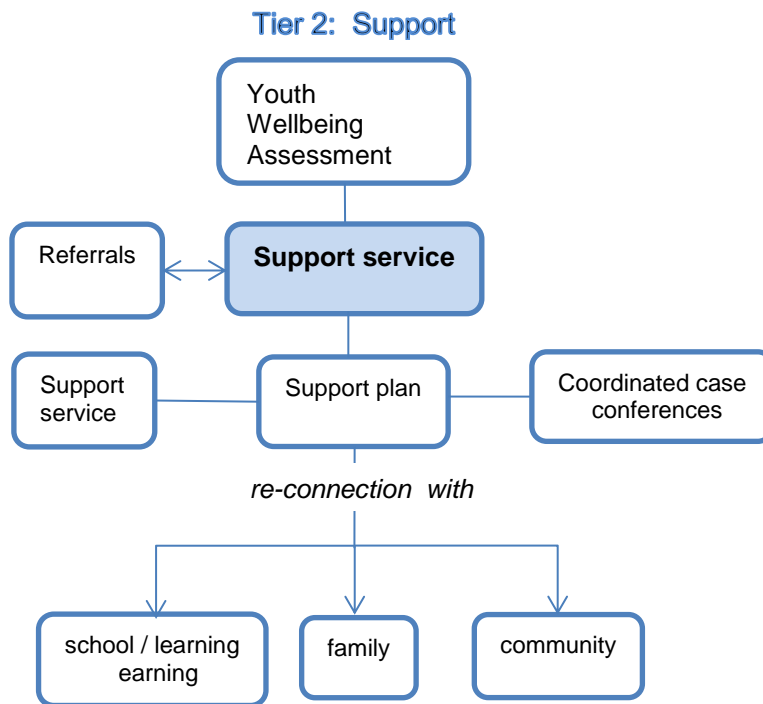 Tier 2: Support
Youth
Wellbeing
Assessment
Referrals
Support service
Support
service
Support plan
Coordinated case
conferences
re-connection with
school / learning
earning
family
community